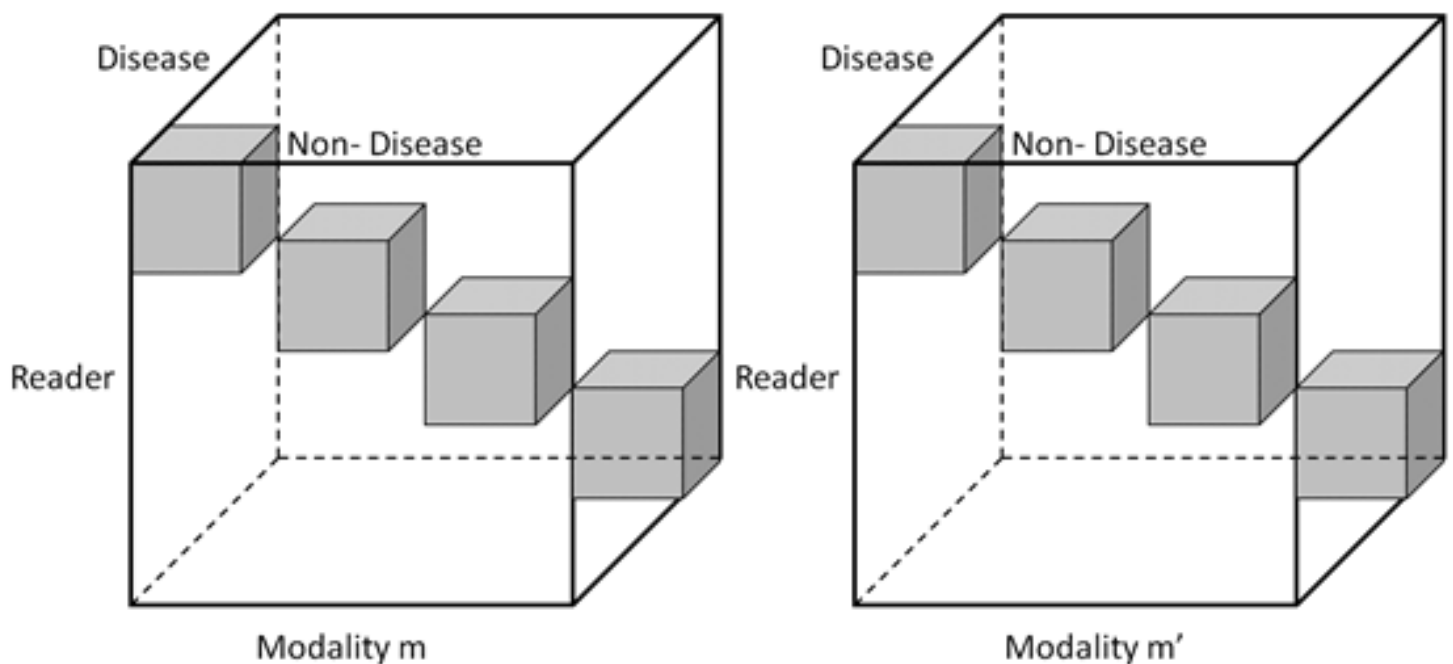 Disease
Non- Disease
Reader
Modality m
Disease
Non- Disease
Reader
Modality m’